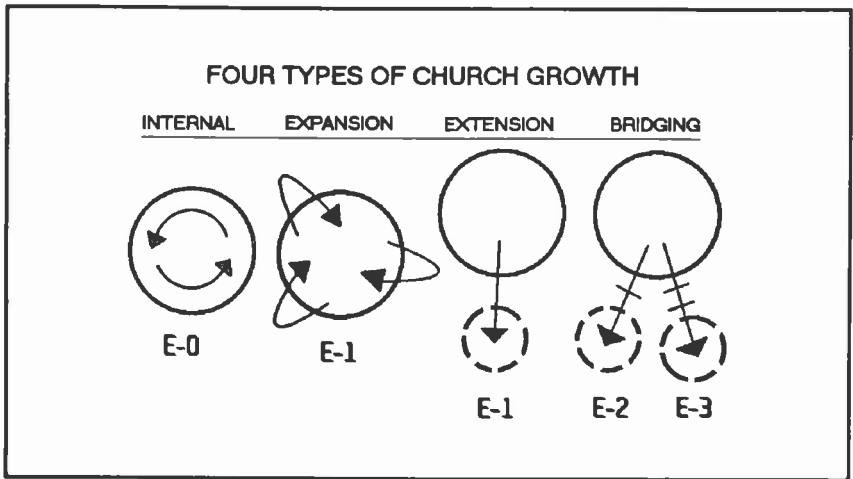 FOUR TYPES OF CHURCH GROWTH
INTERNAL EXPANSION EXTENSION BRIDGING
E-0 E-1
E-1 E-2 E-3